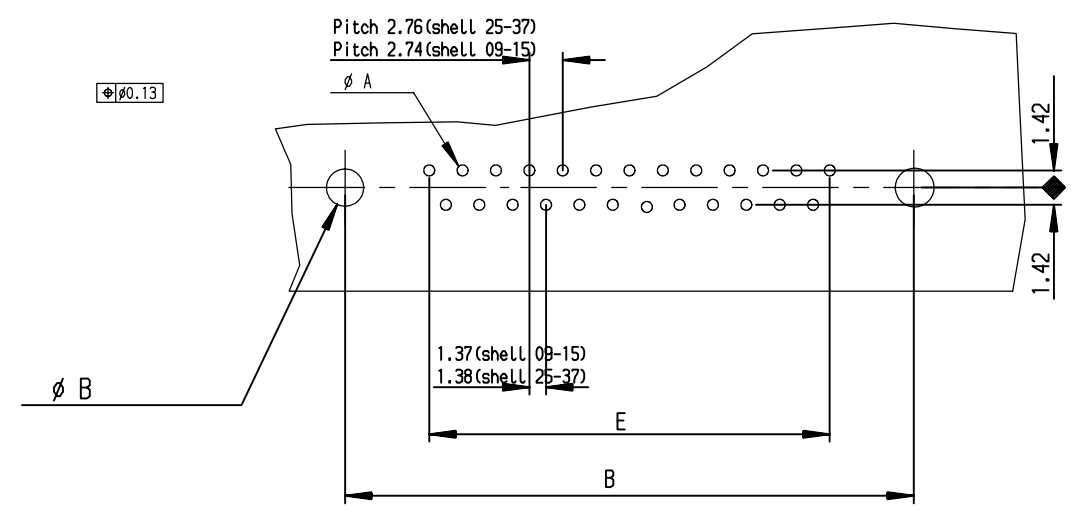 Pitch 2.76(shell 25-37)
Pitch 2.74(shell 09-15)
ø A
⌖ ø0.13
1.42
1.42
1.37(shell 09-15)
1.38(shell 25-37)
ø B
E
B